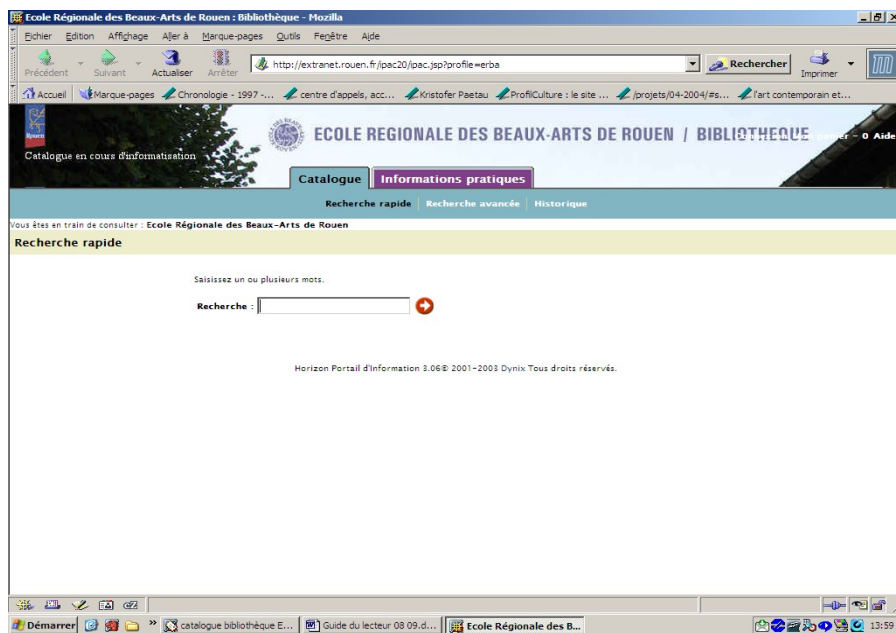 Ecole Régionale des Beaux-Arts de Rouen : Bibliothèque - Mozilla
Fichier Edition Affichage Aller à Marque-pages Outils Fenêtre Aide
Précédent Suivant Actualiser Arrêter http://extranet.rouen.fr/ipac20/ipac.jsp?profile=erba Rechercher Imprimer
Accueil Marque-pages Chronologie - 1997 -... centre d'appels, acc... Kristofer Paetau ProfilCulture : le site ... /projets/04-2004/#s... l'art contemporain et...
Rouen
ECOLE REGIONALE DES BEAUX-ARTS DE ROUEN / BIBLIOTHEQUE
panier - 0 Aide
Catalogue en cours d'informatisation
Catalogue Informations pratiques
Recherche rapide Recherche avancée Historique
Vous êtes en train de consulter : Ecole Régionale des Beaux-Arts de Rouen
Recherche rapide
Saisissez un ou plusieurs mots.
Recherche :
Horizon Portail d'Information 3.06© 2001-2003 Dynix Tous droits réservés.
Démarrer » catalogue bibliothèque E... Guide du lecteur 08 09.d... Ecole Régionale des B... 13:59